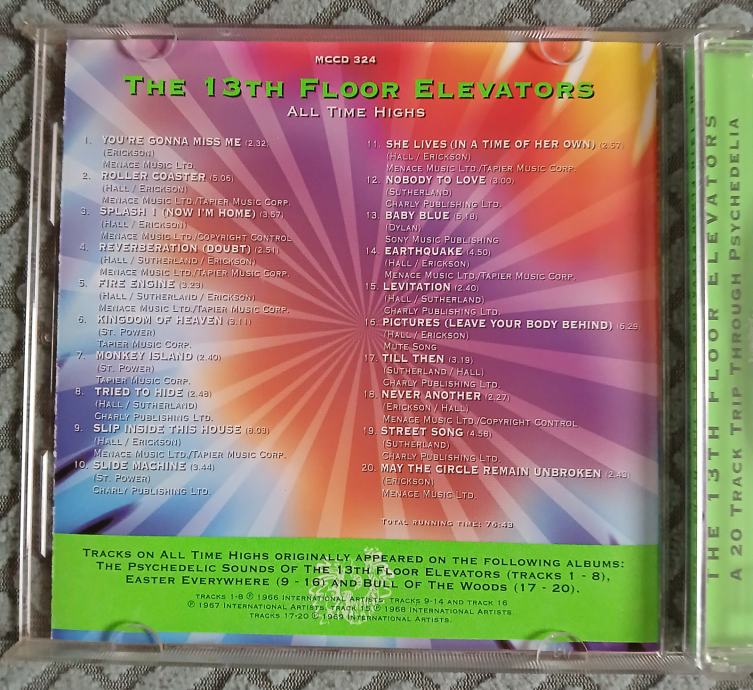 MCCD 324
THE 13TH FLOOR ELEVATORS
ALL TIME HIGHS
1. YOU'RE GONNA MISS ME (2.32)
(ERICKSON)
MENACE MUSIC LTD
2. ROLLER COASTER (5.06)
(HALL / ERICKSON)
MENACE MUSIC LTD./TAPIER MUSIC CORP.
3. SPLASH 1 (NOW I'M HOME) (3.57)
(HALL / ERICKSON)
MENACE MUSIC LTD./COPYRIGHT CONTROL
4. REVERBERATION (DOUBT) (2.51)
(HALL / SUTHERLAND / ERICKSON)
MENACE MUSIC LTD./TAPIER MUSIC CORP.
5. FIRE ENGINE (3.23)
(HALL / SUTHERLAND / ERICKSON)
MENACE MUSIC LTD./TAPIER MUSIC CORP.
6. KINGDOM OF HEAVEN (3.11)
(ST. POWER)
TAPIER MUSIC CORP.
7. MONKEY ISLAND (2.40)
(ST. POWER)
TAPIER MUSIC CORP.
8. TRIED TO HIDE (2.48)
(HALL / SUTHERLAND)
CHARLY PUBLISHING LTD.
9. SLIP INSIDE THIS HOUSE (8.03)
(HALL / ERICKSON)
MENACE MUSIC LTD./TAPIER MUSIC CORP.
10. SLIDE MACHINE (3.44)
(ST. POWER)
CHARLY PUBLISHING LTD.
11. SHE LIVES (IN A TIME OF HER OWN) (2.57)
(HALL / ERICKSON)
MENACE MUSIC LTD./TAPIER MUSIC CORP.
12. NOBODY TO LOVE (3.00)
(SUTHERLAND)
CHARLY PUBLISHING LTD.
13. BABY BLUE (5.18)
(DYLAN)
SONY MUSIC PUBLISHING
14. EARTHQUAKE (4.50)
(HALL / ERICKSON)
MENACE MUSIC LTD./TAPIER MUSIC CORP.
15. LEVITATION (2.40)
(HALL / SUTHERLAND)
CHARLY PUBLISHING LTD.
16. PICTURES (LEAVE YOUR BODY BEHIND) (6.29)
(HALL / ERICKSON)
MUTE SONG
17. TILL THEN (3.19)
(SUTHERLAND / HALL)
CHARLY PUBLISHING LTD.
18. NEVER ANOTHER (2.27)
(ERICKSON / HALL)
MENACE MUSIC LTD./COPYRIGHT CONTROL
19. STREET SONG (4.58)
(SUTHERLAND)
CHARLY PUBLISHING LTD.
20. MAY THE CIRCLE REMAIN UNBROKEN (2.43)
(ERICKSON)
MENACE MUSIC LTD.
TOTAL RUNNING TIME: 76:43
TRACKS ON ALL TIME HIGHS ORIGINALLY APPEARED ON THE FOLLOWING ALBUMS:
THE PSYCHEDELIC SOUNDS OF THE 13TH FLOOR ELEVATORS (TRACKS 1 - 8),
EASTER EVERYWHERE (9 - 16) AND BULL OF THE WOODS (17 - 20).
TRACKS 1-8 ℗ 1966 INTERNATIONAL ARTISTS, TRACKS 9-14 AND TRACK 16
℗ 1967 INTERNATIONAL ARTISTS, TRACK 15 ℗ 1968 INTERNATIONAL ARTISTS.
TRACKS 17-20 ℗ 1969 INTERNATIONAL ARTISTS.
THE 13TH FLOOR ELEVATORS
A 20 TRACK TRIP THROUGH PSYCHEDELIA